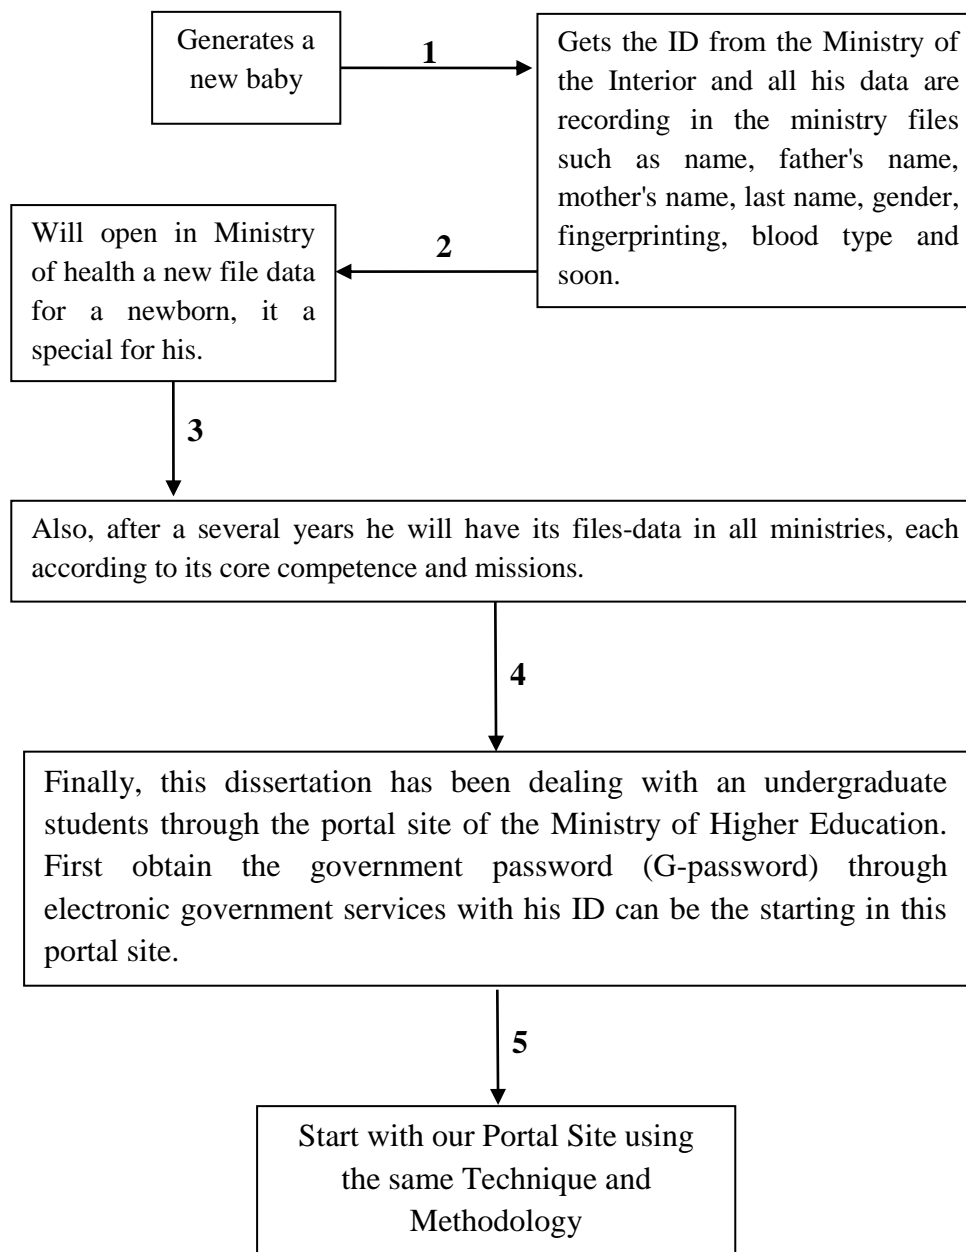 Generates a
new baby
1
Gets the ID from the Ministry of
the Interior and all his data are
recording in the ministry files
such as name, father's name,
mother's name, last name, gender,
fingerprinting, blood type and
soon.
2
Will open in Ministry
of health a new file data
for a newborn, it a
special for his.
3
Also, after a several years he will have its files-data in all ministries, each
according to its core competence and missions.
4
Finally, this dissertation has been dealing with an undergraduate
students through the portal site of the Ministry of Higher Education.
First obtain the government password (G-password) through
electronic government services with his ID can be the starting in this
portal site.
5
Start with our Portal Site using
the same Technique and
Methodology